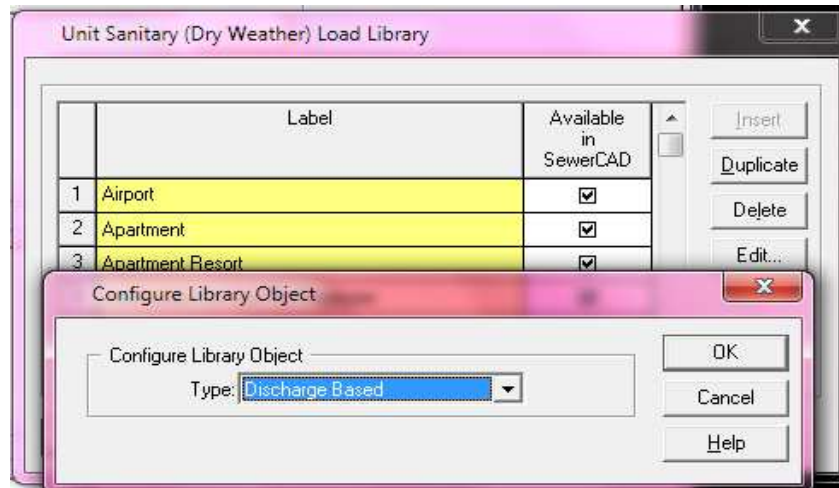 Unit Sanitary (Dry Weather) Load Library
x
Label
Available
in
SewerCAD
Insert
Duplicate
Delete
Edit...
1 Airport
2 Apartment
3 Apartment Resort
Configure Library Object
x
Configure Library Object
Type: Discharge Based
OK
Cancel
Help